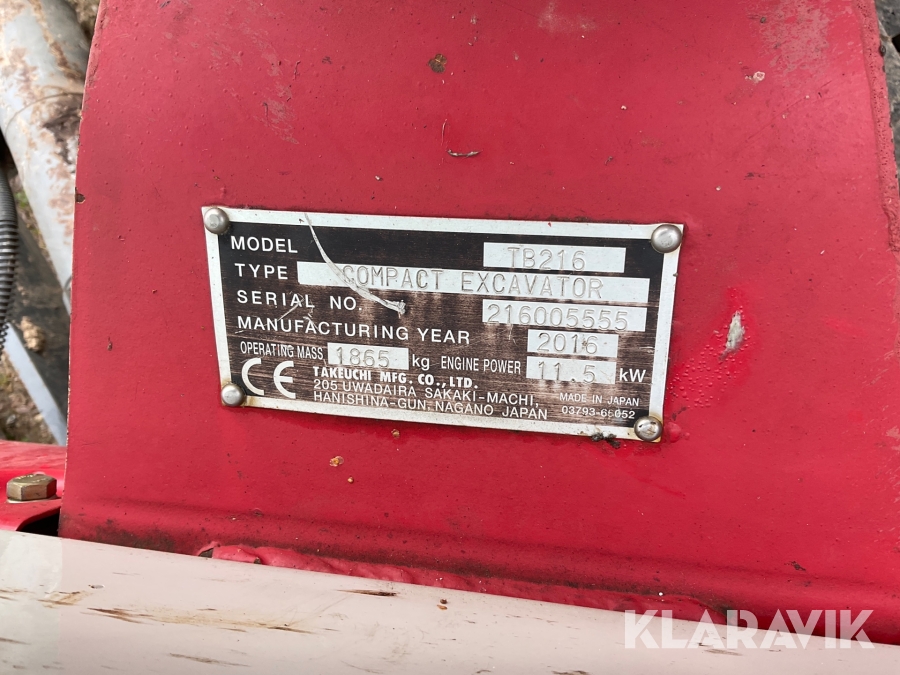 MODEL TB216
TYPE COMPACT EXCAVATOR
SERIAL NO. 216005555
MANUFACTURING YEAR 2016
OPERATING MASS 1865 kg ENGINE POWER 11.5 kW
CE TAKEUCHI MFG. CO., LTD.
205 UWADAIRA SAKAKI-MACHI,
HANISHINA-GUN, NAGANO JAPAN
MADE IN JAPAN
03793-66052
KLARAVIK